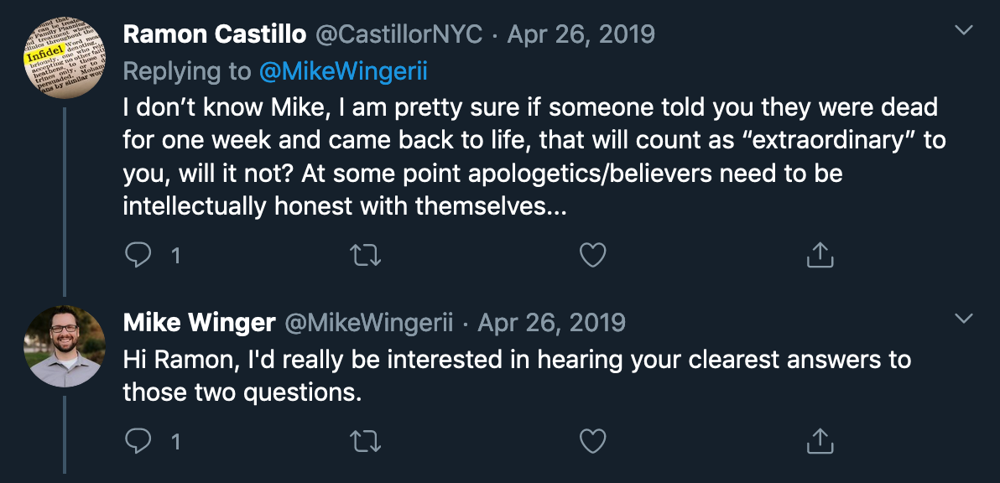 Ramon Castillo @CastillorNYC · Apr 26, 2019
Replying to @MikeWingerii
I don’t know Mike, I am pretty sure if someone told you they were dead
for one week and came back to life, that will count as “extraordinary” to
you, will it not? At some point apologetics/believers need to be
intellectually honest with themselves...
1
Mike Winger @MikeWingerii · Apr 26, 2019
Hi Ramon, I'd really be interested in hearing your clearest answers to
those two questions.
1
Infidel